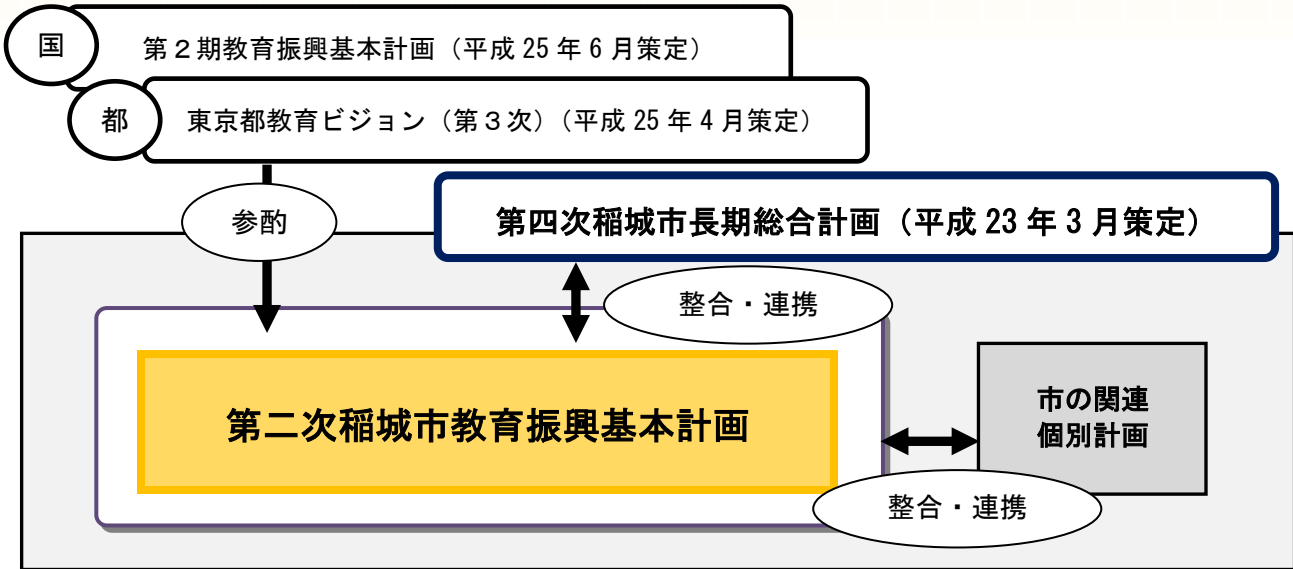 国
第２期教育振興基本計画（平成 25 年 6 月策定）
都
東京都教育ビジョン（第３次）（平成 25 年 4 月策定）
参酌
第四次稲城市長期総合計画（平成 23 年 3 月策定）
整合・連携
第二次稲城市教育振興基本計画
市の関連
個別計画
整合・連携